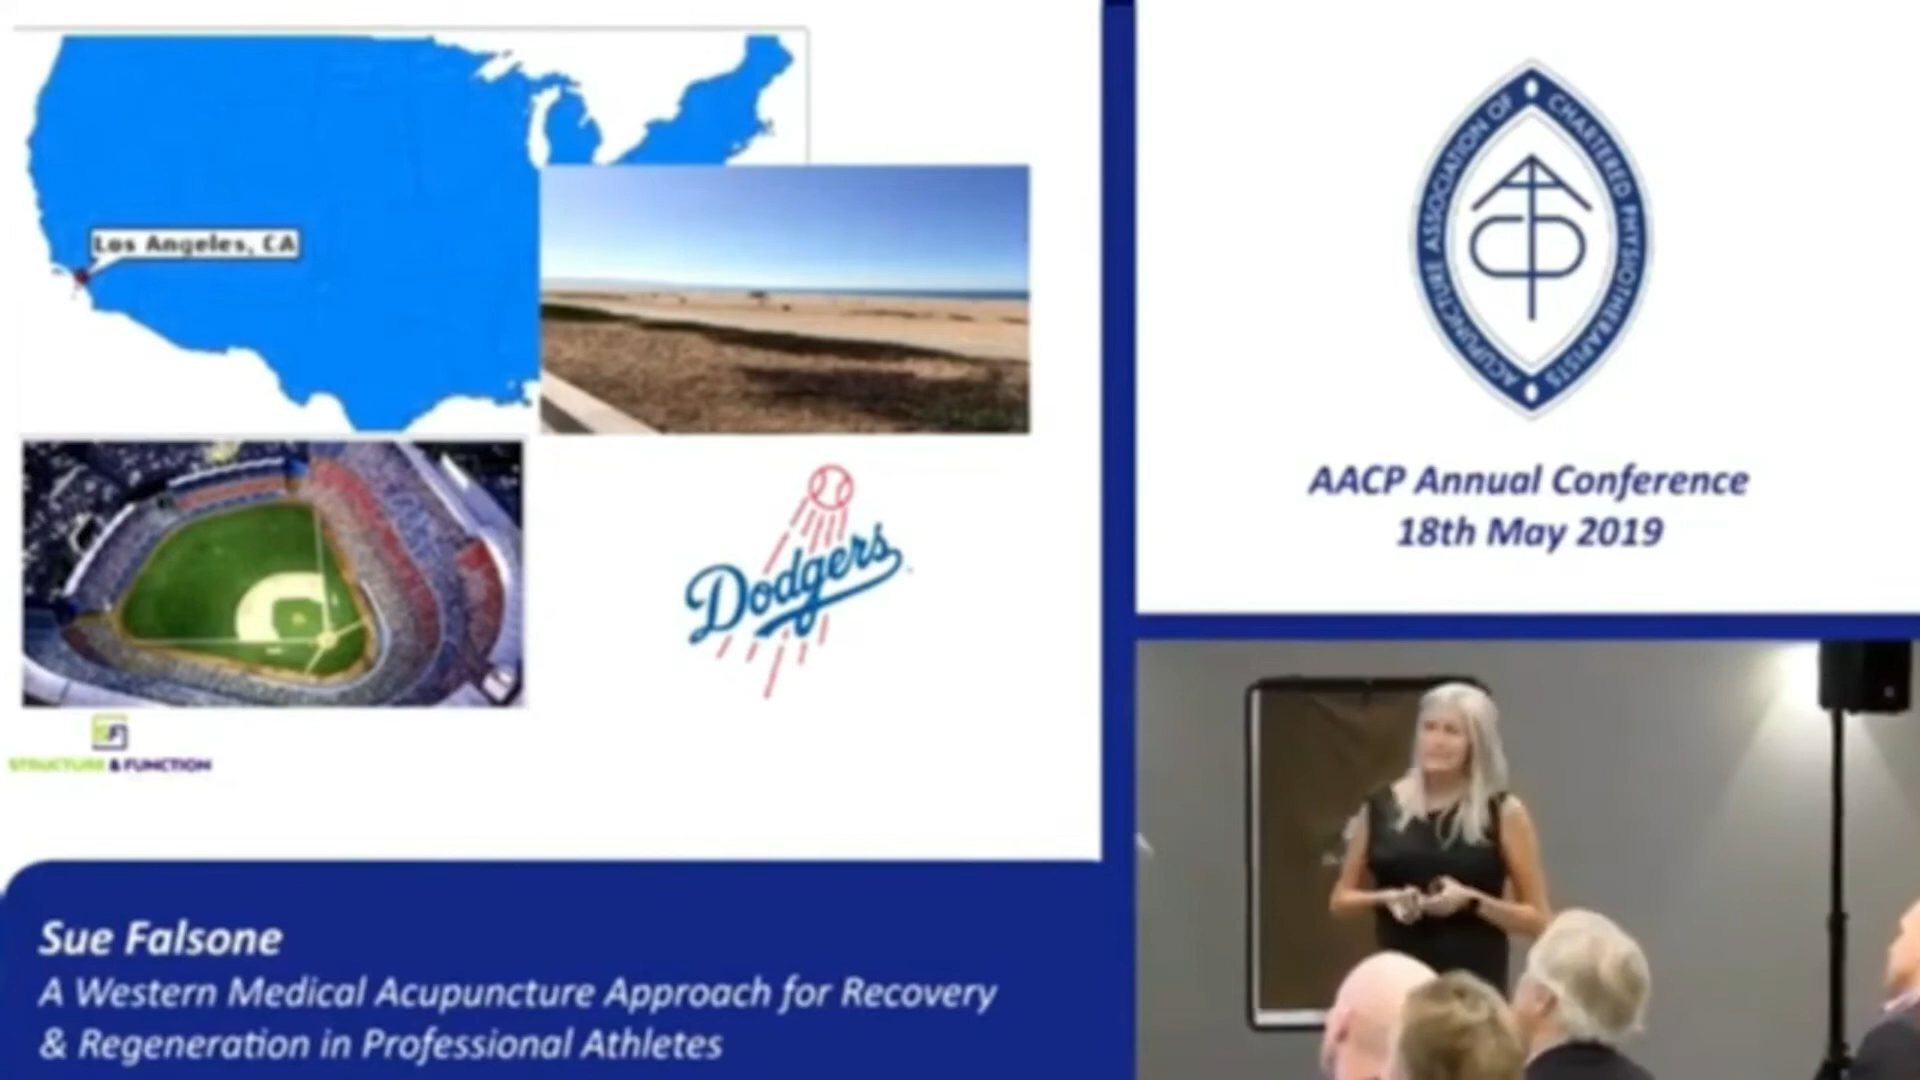 Los Angeles, CA
Dodgers
SF
STRUCTURE & FUNCTION
ACUPUNCTURE ASSOCIATION OF CHARTERED PHYSIOTHERAPISTS
AACP Annual Conference
18th May 2019
Sue Falsone
A Western Medical Acupuncture Approach for Recovery
& Regeneration in Professional Athletes